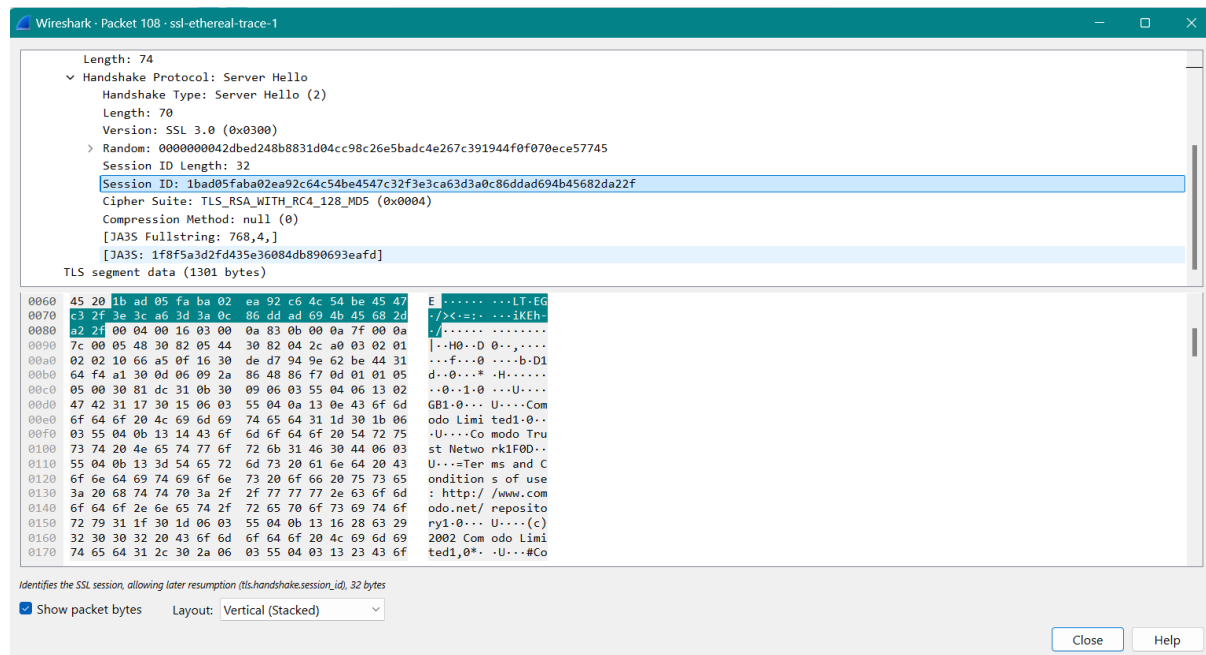 Wireshark · Packet 108 · ssl-ethereal-trace-1
Length: 74
Handshake Protocol: Server Hello
Handshake Type: Server Hello (2)
Length: 70
Version: SSL 3.0 (0x0300)
Random: 0000000042dbed248b8831d04cc98c26e5badc4e267c391944f0f070ece57745
Session ID Length: 32
Session ID: 1bad05faba02ea92c64c54be4547c32f3e3ca63d3a0c86ddad694b45682da22f
Cipher Suite: TLS_RSA_WITH_RC4_128_MD5 (0x0004)
Compression Method: null (0)
[JA3S Fullstring: 768,4,]
[JA3S: 1f8f5a3d2fd435e36084db890693eafd]
TLS segment data (1301 bytes)
0060 45 20 1b ad 05 fa ba 02 ea 92 c6 4c 54 be 45 47 E ······ ···LT·EG
0070 c3 2f 3e 3c a6 3d 3a 0c 86 dd ad 69 4b 45 68 2d ·/><·=:· ···iKEh-
0080 a2 2f 00 04 00 16 03 00 0a 83 0b 00 0a 7f 00 0a ·/······ ········
0090 7c 00 05 48 30 82 05 44 30 82 04 2c a0 03 02 01 |··H0··D 0··,····
00a0 02 02 10 66 a5 0f 16 30 de d7 94 9e 62 be 44 31 ···f···0 ····b·D1
00b0 64 f4 a1 30 0d 06 09 2a 86 48 86 f7 0d 01 01 05 d··0···* ·H······
00c0 05 00 30 81 dc 31 0b 30 09 06 03 55 04 06 13 02 ··0··1·0 ···U····
00d0 47 42 31 17 30 15 06 03 55 04 0a 13 0e 43 6f 6d GB1·0··· U····Com
00e0 6f 64 6f 20 4c 69 6d 69 74 65 64 31 1d 30 1b 06 odo Limi ted1·0··
00f0 03 55 04 0b 13 14 43 6f 6d 6f 64 6f 20 54 72 75 ·U····Co modo Tru
0100 73 74 20 4e 65 74 77 6f 72 6b 31 46 30 44 06 03 st Netwo rk1F0D··
0110 55 04 0b 13 3d 54 65 72 6d 73 20 61 6e 64 20 43 U···=Ter ms and C
0120 6f 6e 64 69 74 69 6f 6e 73 20 6f 66 20 75 73 65 ondition s of use
0130 3a 20 68 74 74 70 3a 2f 2f 77 77 77 2e 63 6f 6d : http:/ /www.com
0140 6f 64 6f 2e 6e 65 74 2f 72 65 70 6f 73 69 74 6f odo.net/ reposito
0150 72 79 31 1f 30 1d 06 03 55 04 0b 13 16 28 63 29 ry1·0··· U····(c)
0160 32 30 30 32 20 43 6f 6d 6f 64 6f 20 4c 69 6d 69 2002 Com odo Limi
0170 74 65 64 31 2c 30 2a 06 03 55 04 03 13 23 43 6f ted1,0*· ·U···#Co
Identifies the SSL session, allowing later resumption (tls.handshake.session_id), 32 bytes
Show packet bytes Layout: Vertical (Stacked)
Close Help